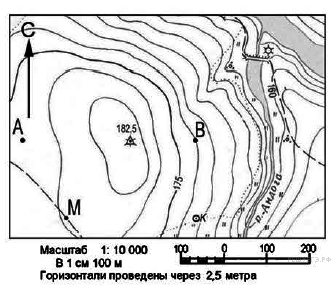 С
160
182,5
А
В
175
М
К
р. Андога
Масштаб 1: 10 000
В 1 см 100 м
Горизонтали проведены через 2,5 метра
100 0 100 200